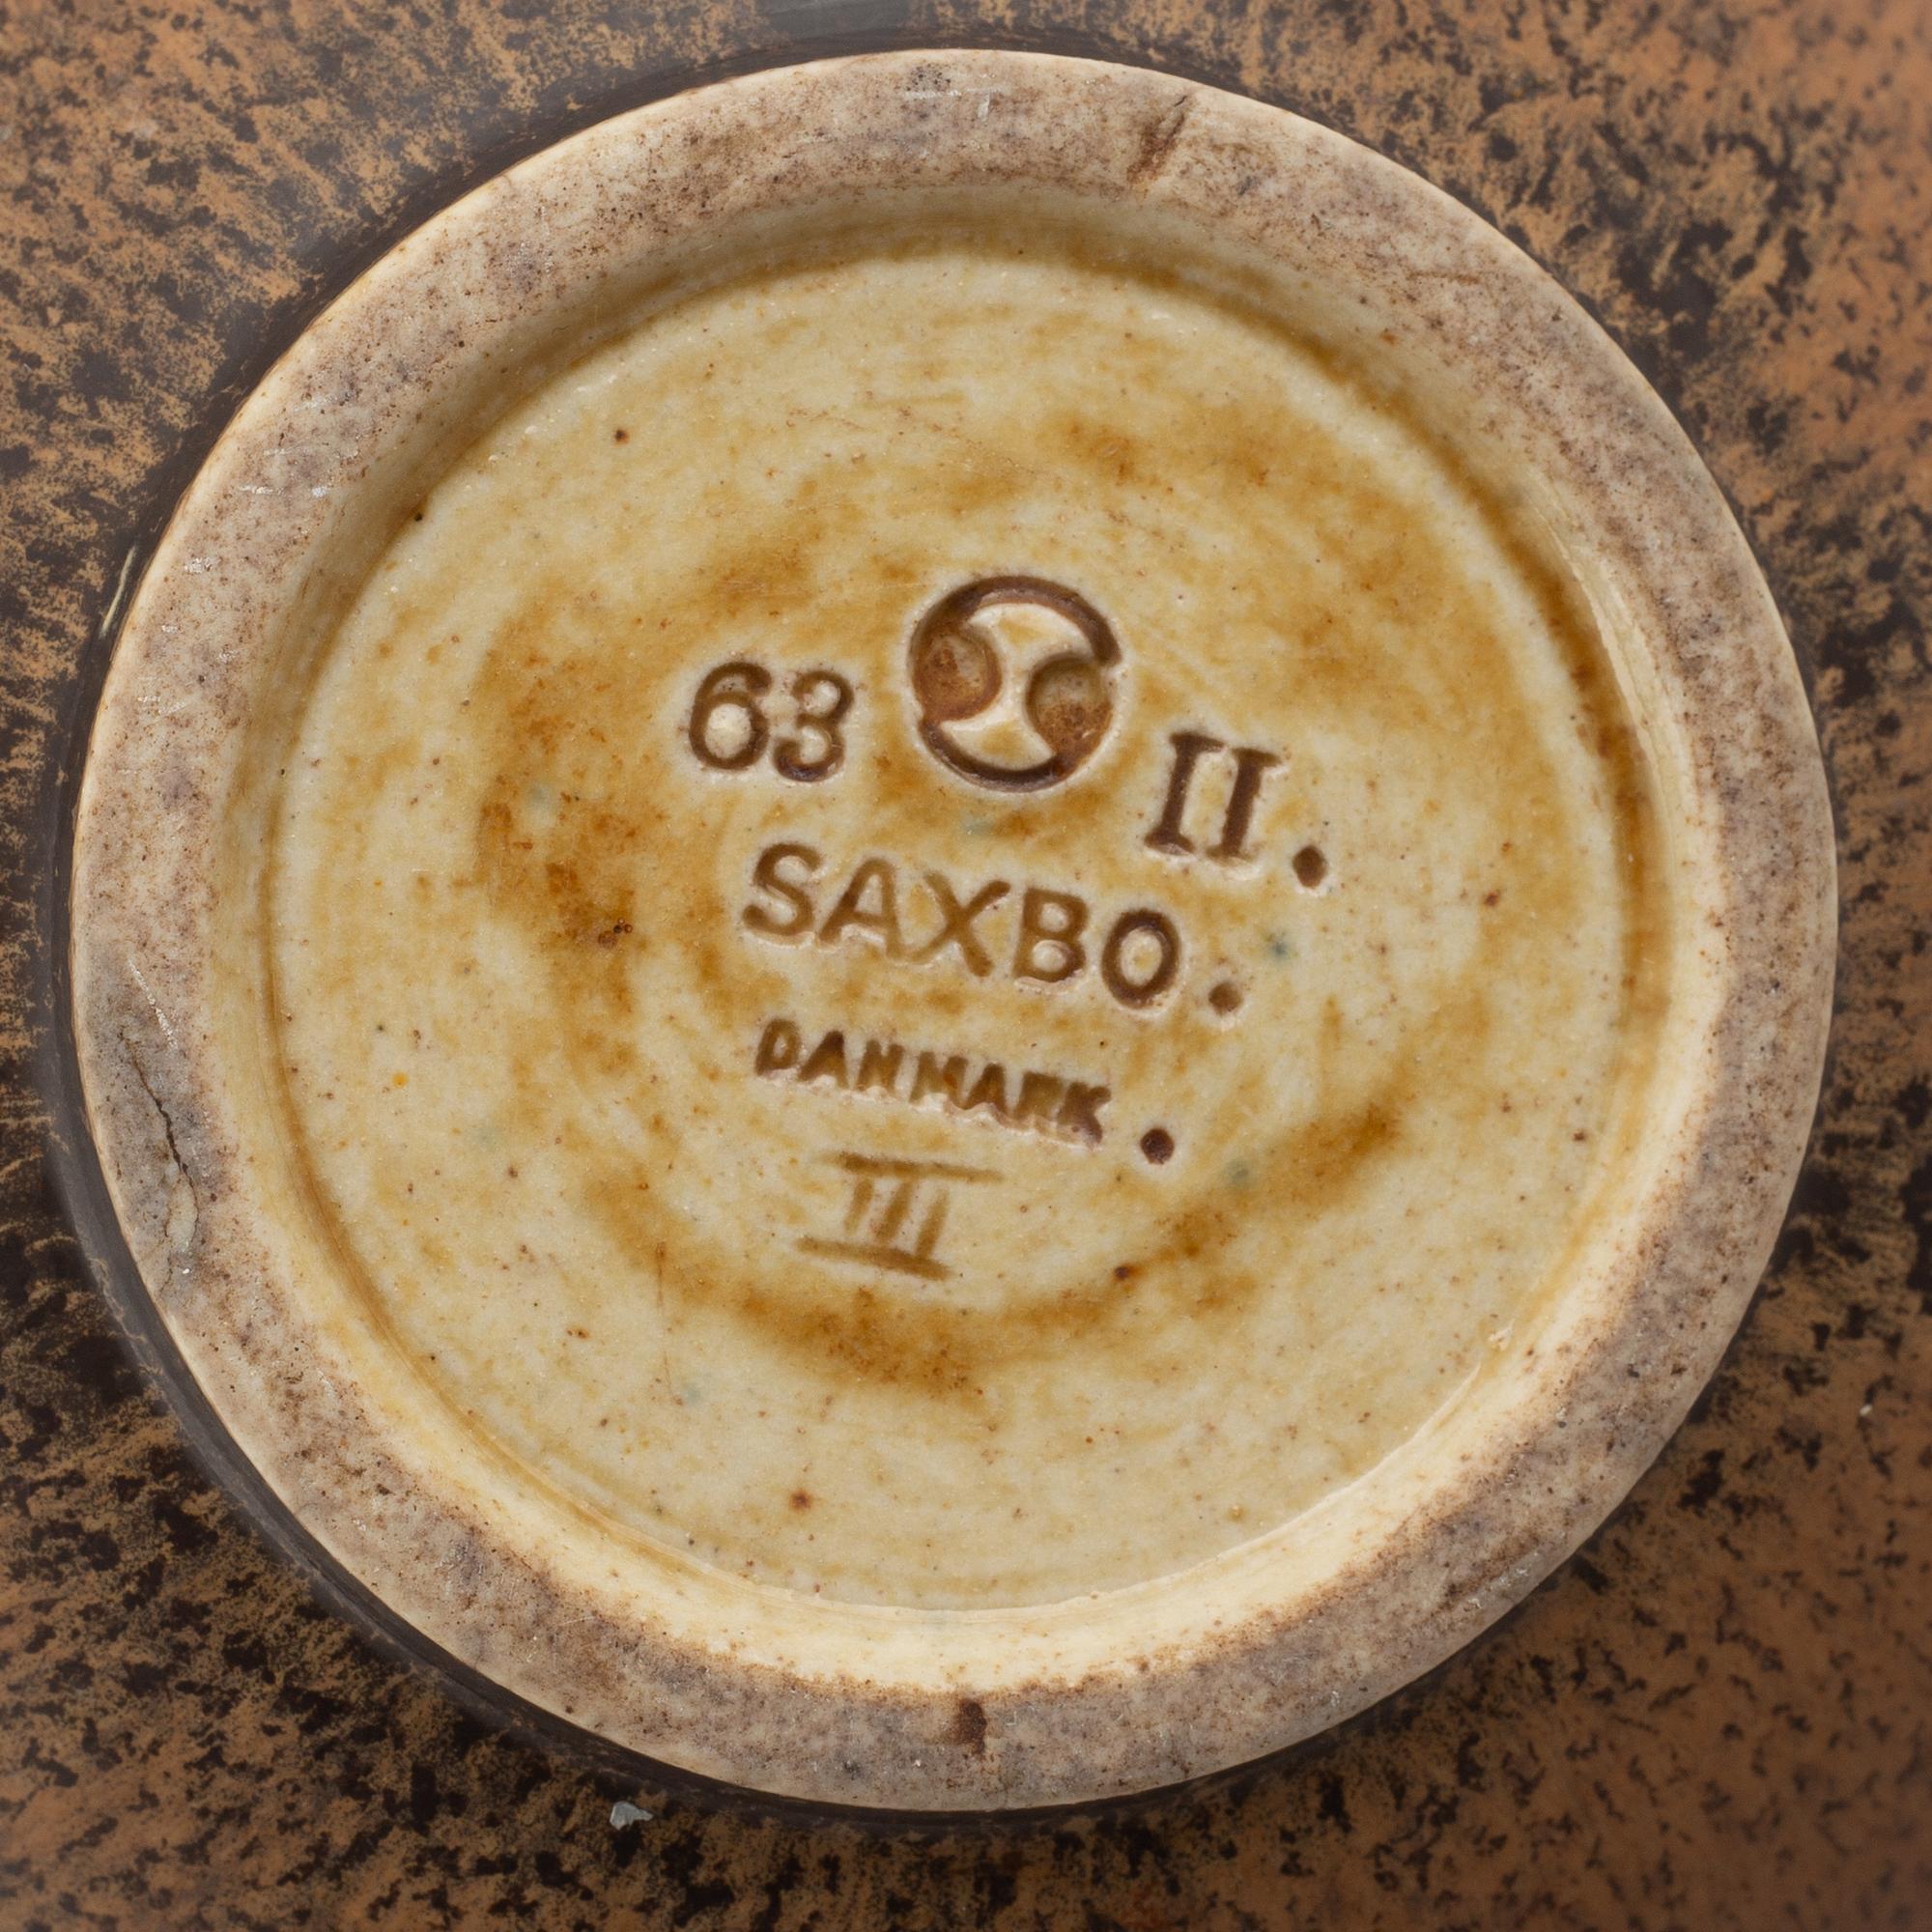 63 II.
SAXBO.
DANMARK.
III